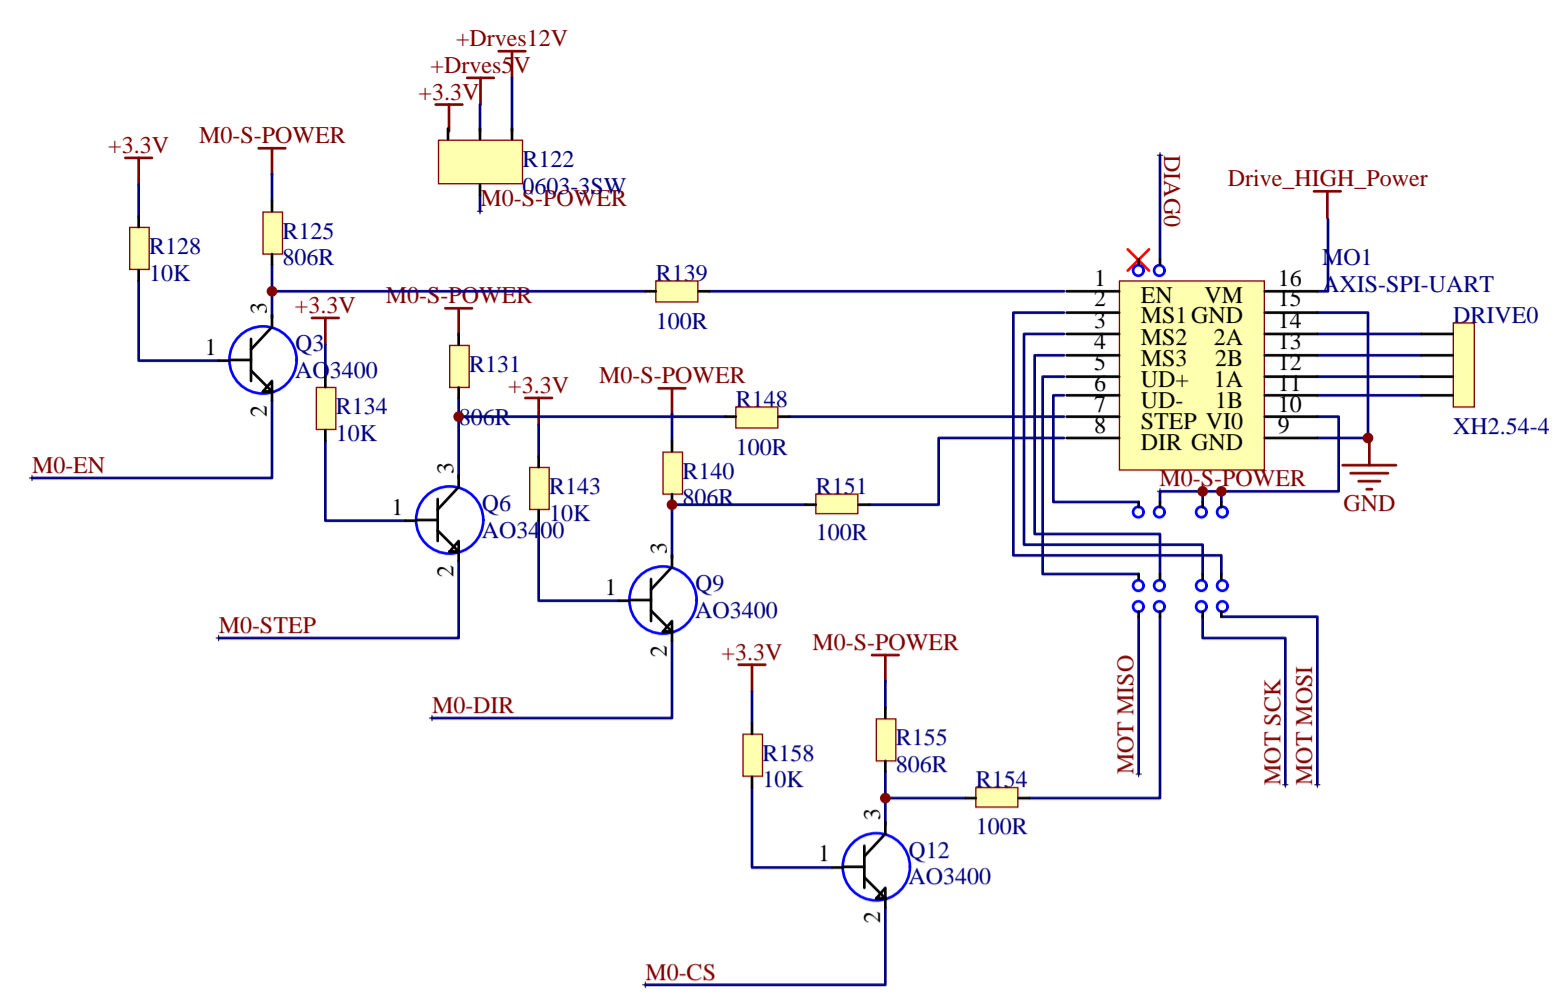 +Drves12V
+Drves5V
+3.3V
R122
0603-3SW
M0-S-POWER
+3.3V
M0-S-POWER
R128
10K
R125
806R
3
1
Q3
AO3400
2
M0-EN
R139
100R
+3.3V
M0-S-POWER
R134
10K
R131
806R
3
1
Q6
AO3400
2
M0-STEP
R148
100R
+3.3V
M0-S-POWER
R143
10K
R140
806R
3
1
Q9
AO3400
2
M0-DIR
R151
100R
+3.3V
M0-S-POWER
R158
10K
R155
806R
3
1
Q12
AO3400
2
M0-CS
R154
100R
DIAG0
Drive_HIGH_Power
MO1
AXIS-SPI-UART
1 EN VM 16
2 MS1 GND 15
3 MS2 2A 14
4 MS3 2B 13
5 UD+ 1A 12
6 UD- 1B 11
7 STEP VI0 10
8 DIR GND 9
DRIVE0
XH2.54-4
GND
M0-S-POWER
MOT MISO
MOT SCK
MOT MOSI